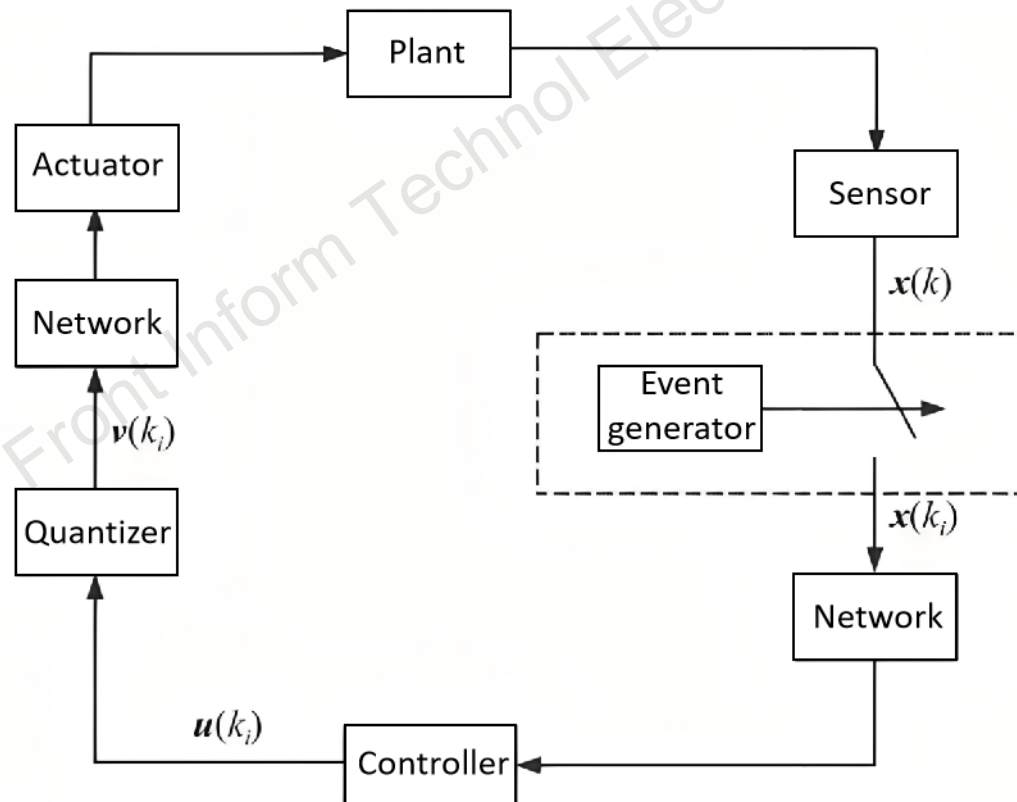 Plant
Actuator
Sensor
x(k)
Network
Event
generator
v(k_i)
x(k_i)
Quantizer
Network
u(k_i)
Controller
Front Inform Technol Elec